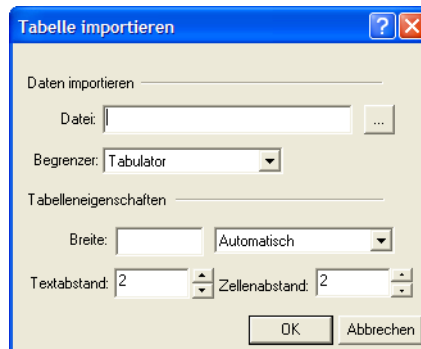 Tabelle importieren
Daten importieren
Datei: ...
Begrenzer: Tabulator
Tabelleneigenschaften
Breite: Automatisch
Textabstand: 2 Zellenabstand: 2
OK Abbrechen